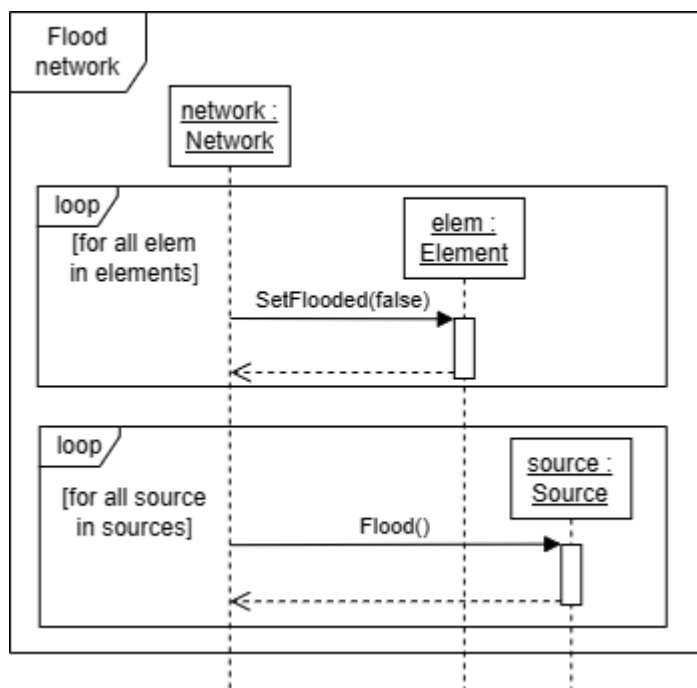 Flood
network
network :
Network
loop
[for all elem
in elements]
elem :
Element
SetFlooded(false)
loop
[for all source
in sources]
source :
Source
Flood()